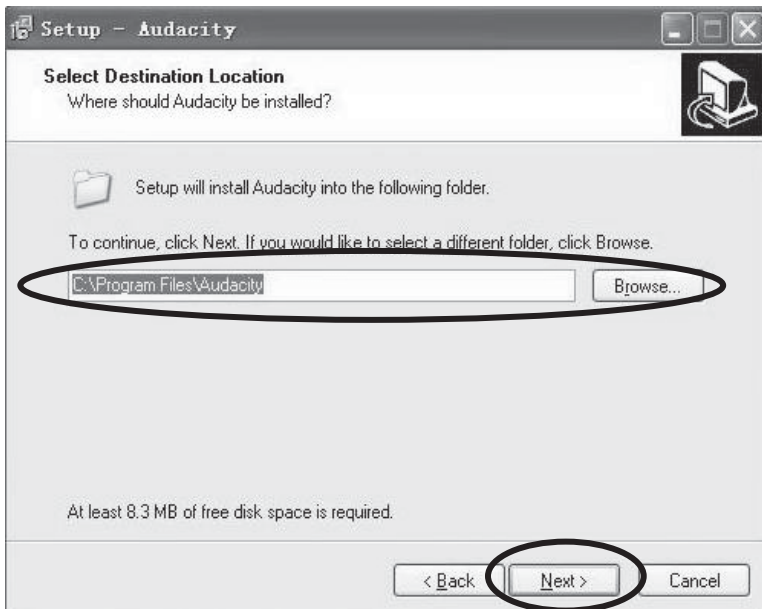 Setup - Audacity
Select Destination Location
Where should Audacity be installed?
Setup will install Audacity into the following folder.
To continue, click Next. If you would like to select a different folder, click Browse.
C:\Program Files\Audacity
Browse...
At least 8.3 MB of free disk space is required.
< Back
Next >
Cancel